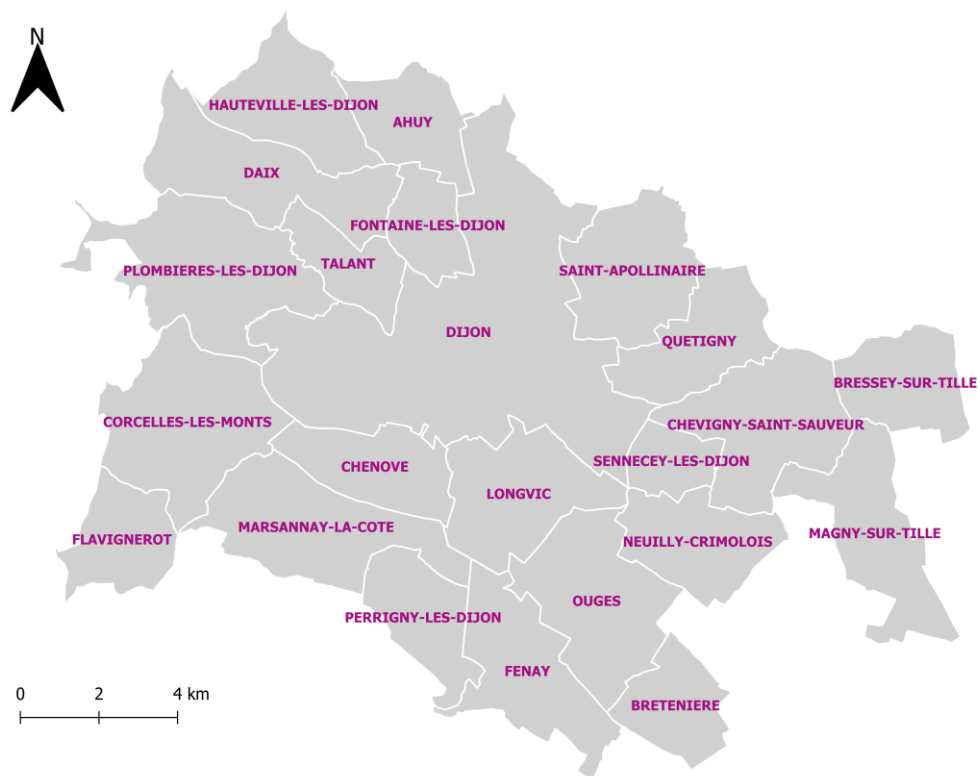 N
HAUTEVILLE-LES-DIJON
AHUY
DAIX
FONTAINE-LES-DIJON
TALANT
PLOMBIERES-LES-DIJON
SAINT-APOLLINAIRE
DIJON
QUETIGNY
BRESSEY-SUR-TILLE
CORCELLES-LES-MONTS
CHEVIGNY-SAINT-SAUVEUR
SENNECEY-LES-DIJON
CHENOVE
LONGVIC
MARSANNAY-LA-COTE
FLAVIGNEROT
NEUILLY-CRIMOLOIS
MAGNY-SUR-TILLE
OUGES
PERRIGNY-LES-DIJON
FENAY
BRETENIERE
0 2 4 km